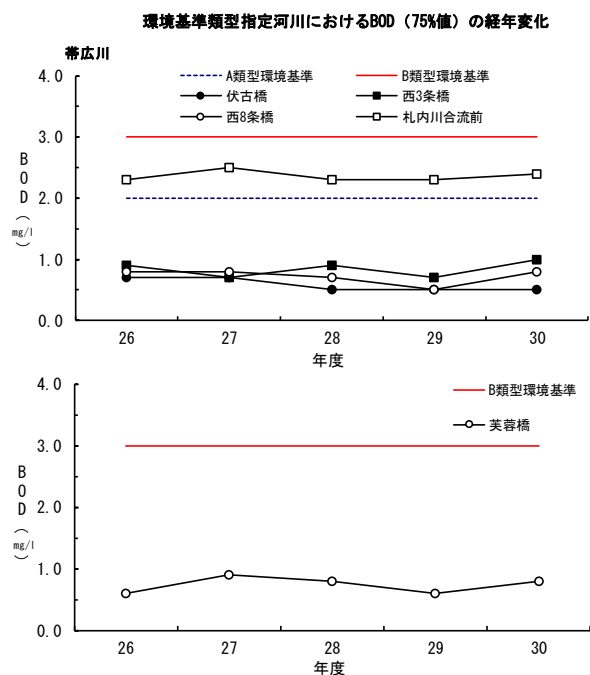 環境基準類型指定河川におけるBOD（75%値）の経年変化
帯広川
A類型環境基準 B類型環境基準
伏古橋 西3条橋
西8条橋 札内川合流前
BOD（mg/l）
4.0
3.0
2.0
1.0
0.0
26 27 28 29 30
年度
B類型環境基準
芙蓉橋
BOD（mg/l）
4.0
3.0
2.0
1.0
0.0
26 27 28 29 30
年度